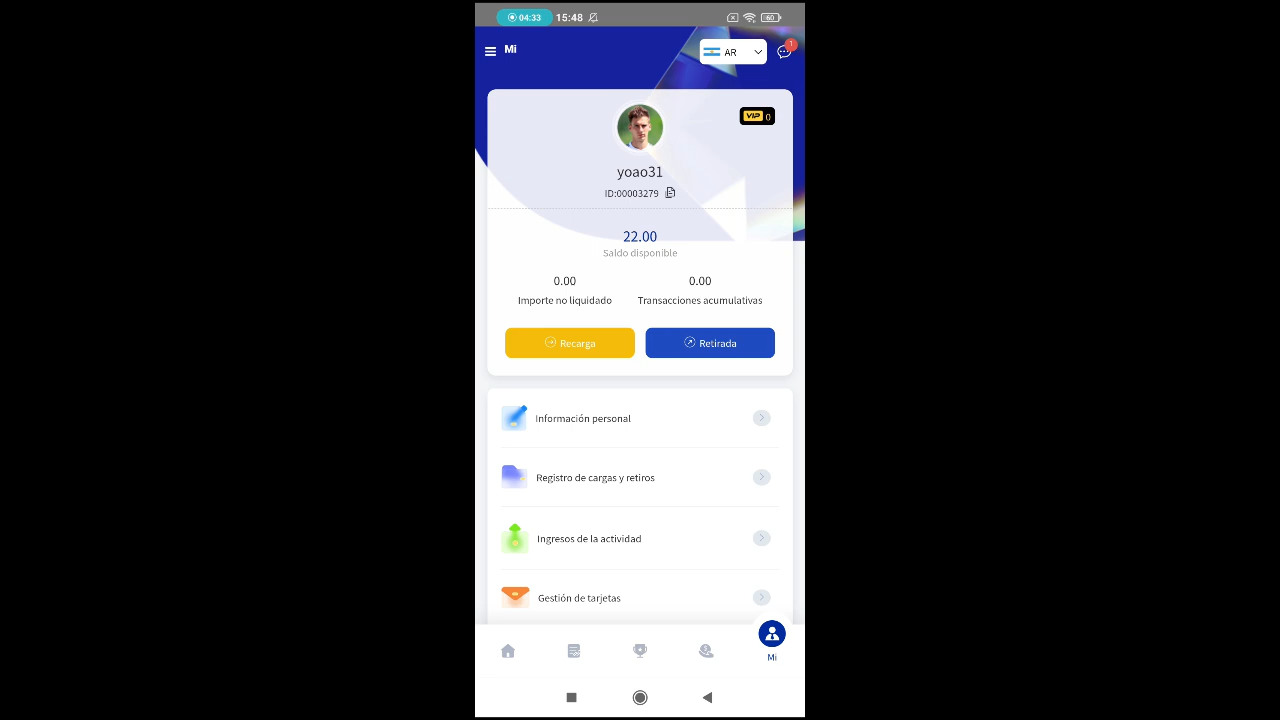 04:33 15:48 60
Mi AR 1
VIP 0
yoao31
ID:00003279
22.00
Saldo disponible
0.00 0.00
Importe no liquidado Transacciones acumulativas
Recarga Retirada
Información personal
Registro de cargas y retiros
Ingresos de la actividad
Gestión de tarjetas
Mi